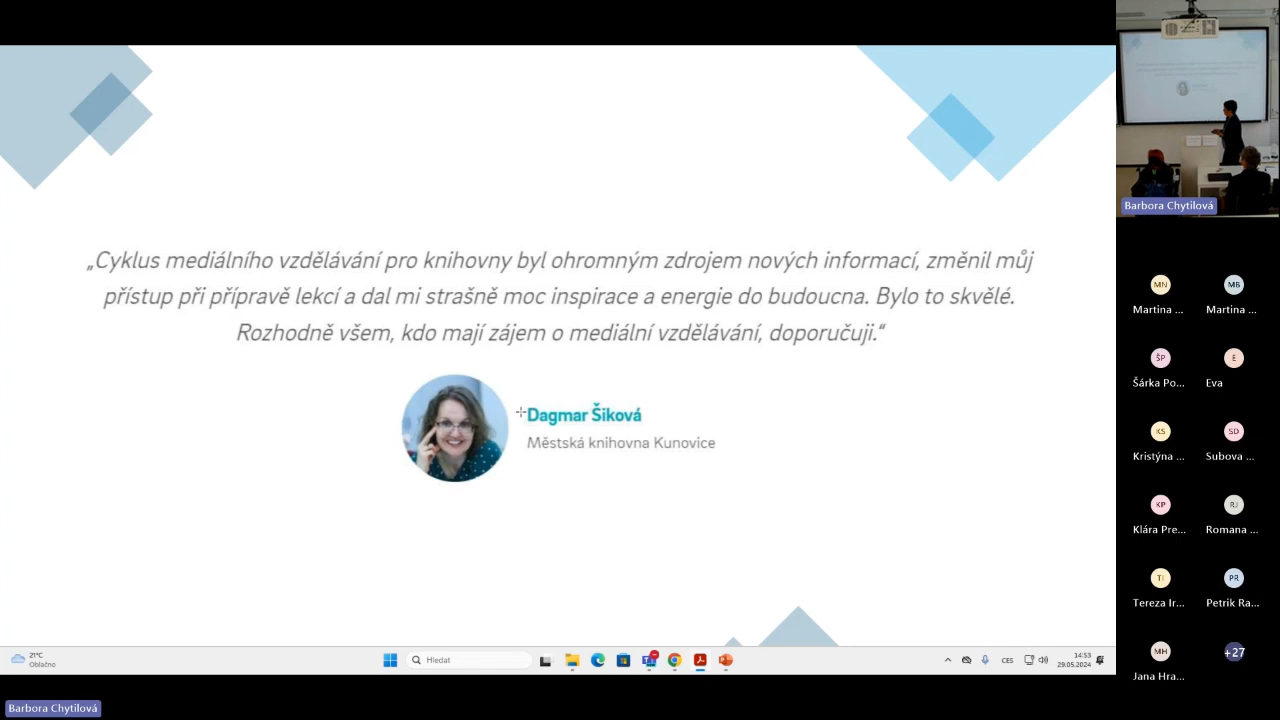 „Cyklus mediálního vzdělávání pro knihovny byl ohromným zdrojem nových informací, změnil můj
přístup při přípravě lekcí a dal mi strašně moc inspirace a energie do budoucna. Bylo to skvělé.
Rozhodně všem, kdo mají zájem o mediální vzdělávání, doporučuji.“
Dagmar Šiková
Městská knihovna Kunovice
21°C
Oblačno
Hledat
CES
14:53
29.05.2024
Barbora Chytilová
Barbora Chytilová
MN
MB
Martina ...
Martina ...
ŠP
E
Šárka Po...
Eva
KS
SD
Kristýna ...
Subova ...
KP
RJ
Klára Pre...
Romana ...
TI
PR
Tereza Ir...
Petrik Ra...
MH
+27
Jana Hra...